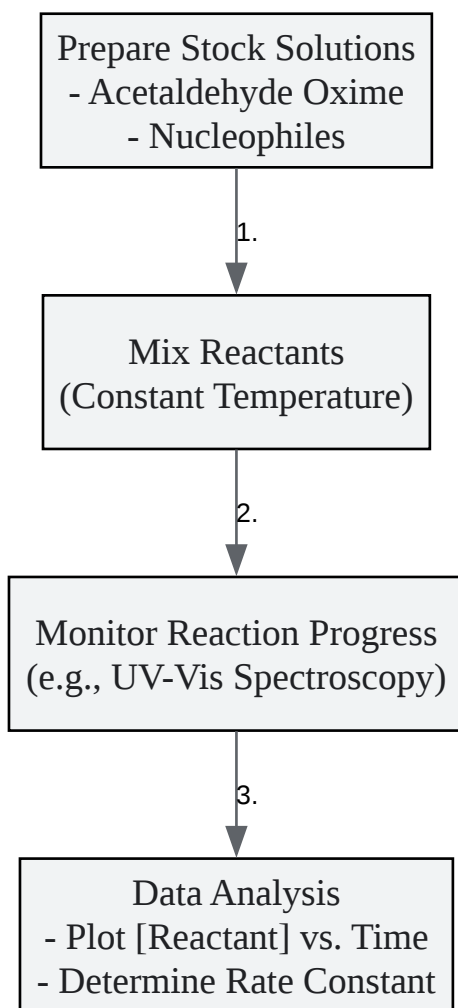 Prepare Stock Solutions
- Acetaldehyde Oxime
- Nucleophiles
1.
Mix Reactants
(Constant Temperature)
2.
Monitor Reaction Progress
(e.g., UV-Vis Spectroscopy)
3.
Data Analysis
- Plot [Reactant] vs. Time
- Determine Rate Constant